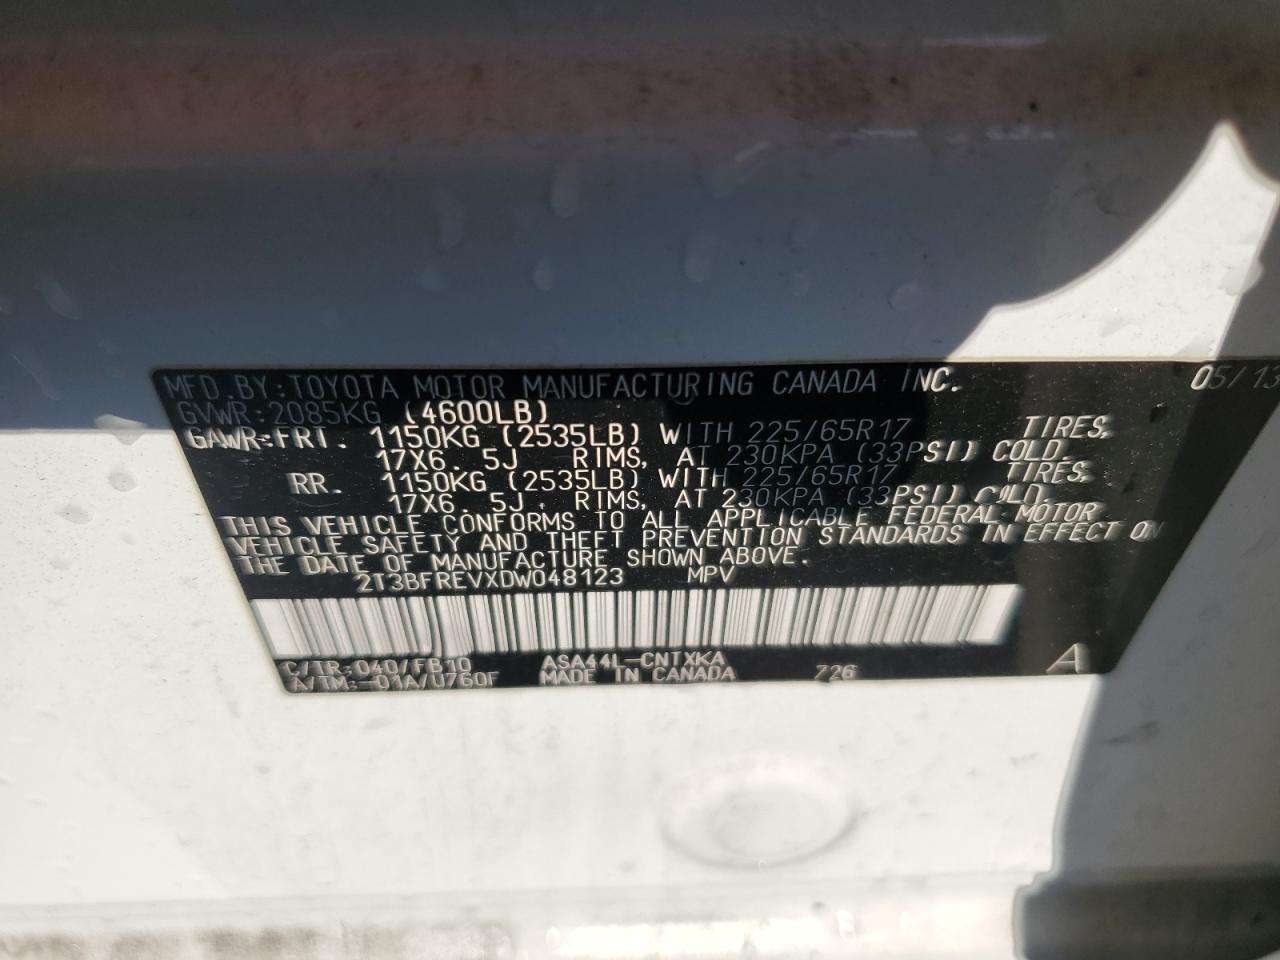 MFD.BY:TOYOTA MOTOR MANUFACTURING CANADA INC. 05/13
GVWR:2085KG (4600LB)
GAWR:FRT. 1150KG (2535LB) WITH 225/65R17 TIRES,
17X6.5J RIMS, AT 230KPA (33PSI) COLD.
RR. 1150KG (2535LB) WITH 225/65R17 TIRES,
17X6.5J RIMS, AT 230KPA (33PSI) COLD.
THIS VEHICLE CONFORMS TO ALL APPLICABLE FEDERAL MOTOR
VEHICLE SAFETY AND THEFT PREVENTION STANDARDS IN EFFECT ON
THE DATE OF MANUFACTURE SHOWN ABOVE.
2T3BFREVXDW048123 MPV
C/TR:040/FB10 ASA44L-CNTXKA A
A/TM:-01A/U760F MADE IN CANADA 726